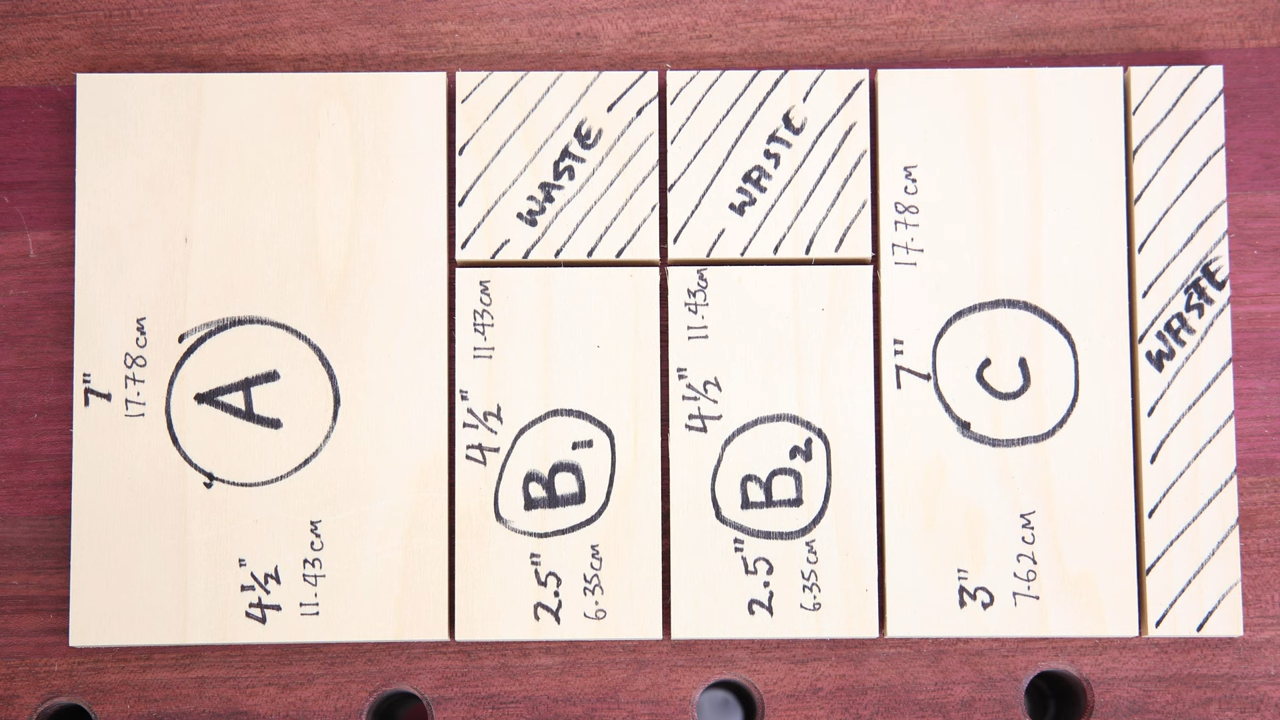 7"
17.78cm
A
4½"
11.43cm
WASTE
11.43cm
4½"
B1
2.5"
6.35cm
WASTE
11.43cm
4½"
B2
2.5"
6.35cm
17.78cm
7"
C
3"
7.62cm
WASTE